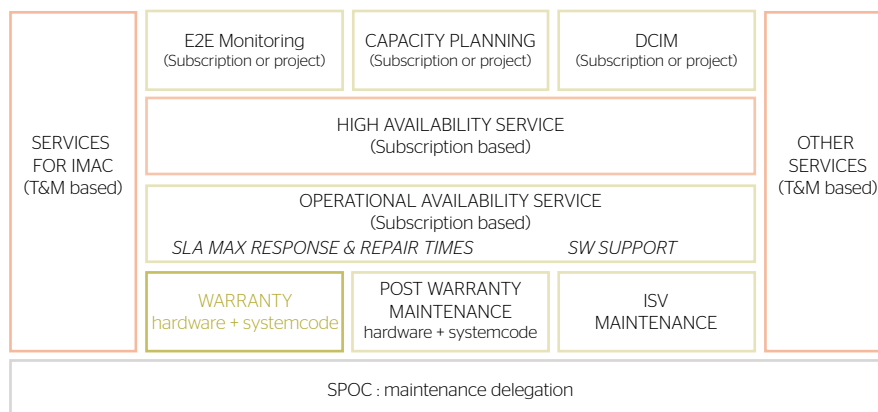 E2E Monitoring
(Subscription or project)
CAPACITY PLANNING
(Subscription or project)
DCIM
(Subscription or project)
SERVICES
FOR IMAC
(T&M based)
HIGH AVAILABILITY SERVICE
(Subscription based)
OTHER
SERVICES
(T&M based)
OPERATIONAL AVAILABILITY SERVICE
(Subscription based)
SLA MAX RESPONSE & REPAIR TIMES
SW SUPPORT
WARRANTY
hardware + systemcode
POST WARRANTY
MAINTENANCE
hardware + systemcode
ISV
MAINTENANCE
SPOC : maintenance delegation